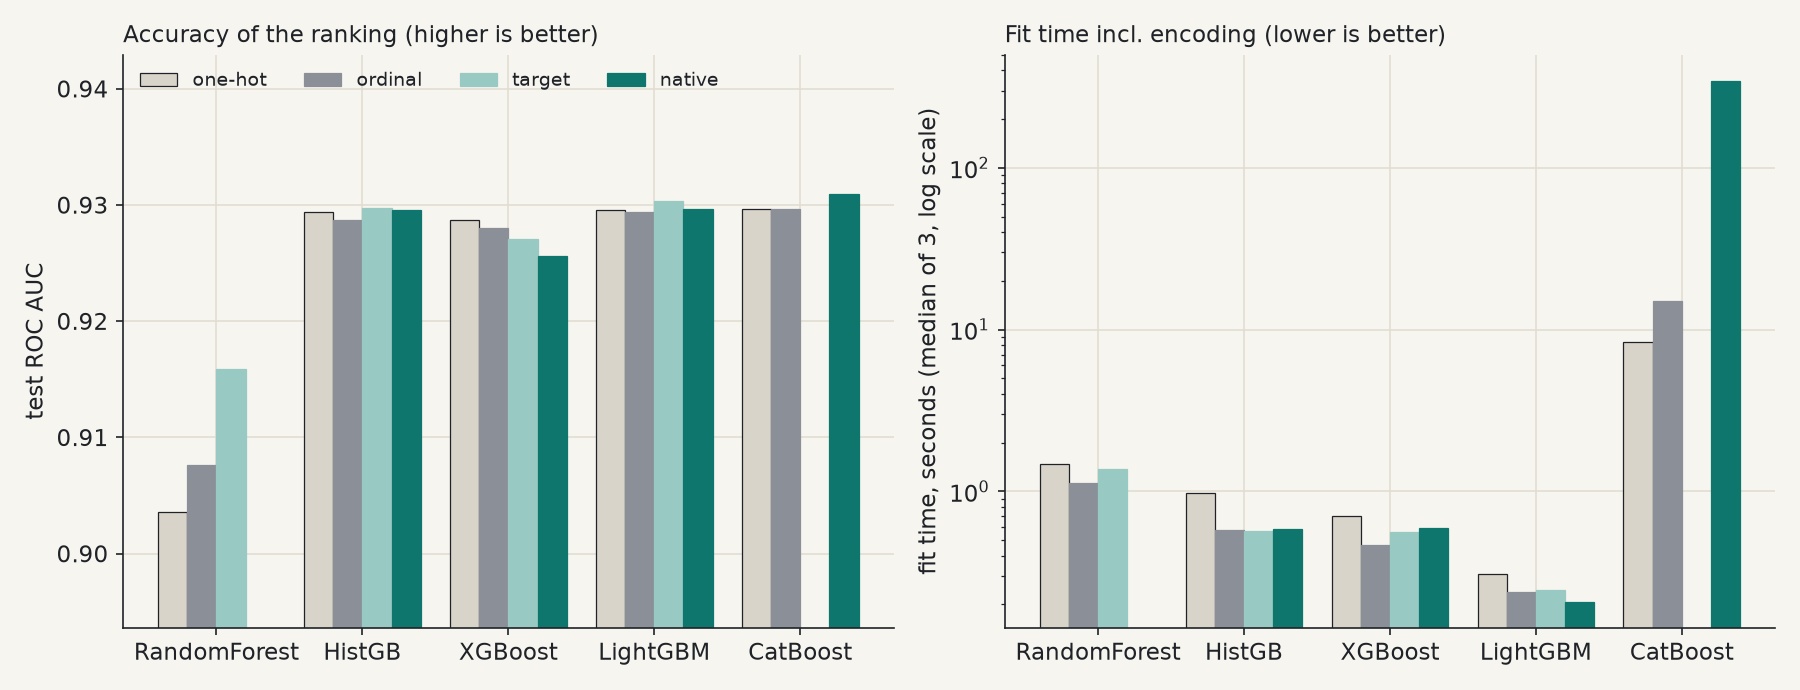 Accuracy of the ranking (higher is better)
one-hot ordinal target native
test ROC AUC
0.94
0.93
0.92
0.91
0.90
RandomForest HistGB XGBoost LightGBM CatBoost
Fit time incl. encoding (lower is better)
fit time, seconds (median of 3, log scale)
10²
10¹
10⁰
RandomForest HistGB XGBoost LightGBM CatBoost